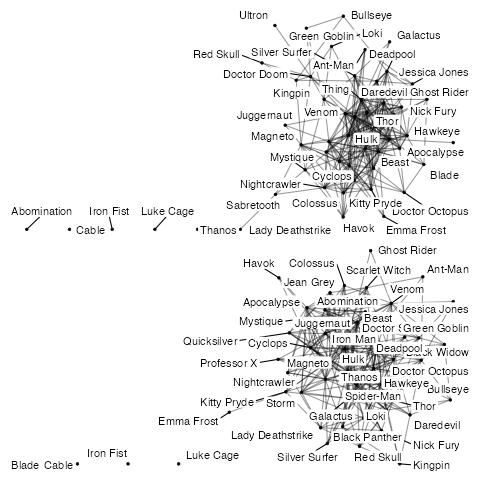 Ultron
Bullseye
Green Goblin
Loki
Galactus
Red Skull
Silver Surfer
Deadpool
Ant-Man
Doctor Doom
Jessica Jones
Kingpin
Thing
Daredevil
Ghost Rider
Juggernaut
Venom
Nick Fury
Thor
Magneto
Hulk
Hawkeye
Mystique
Apocalypse
Beast
Cyclops
Blade
Nightcrawler
Sabretooth
Colossus
Kitty Pryde
Doctor Octopus
Abomination
Iron Fist
Luke Cage
Cable
Thanos
Lady Deathstrike
Havok
Emma Frost
Ghost Rider
Havok
Colossus
Scarlet Witch
Ant-Man
Jean Grey
Venom
Apocalypse
Abomination
Jessica Jones
Mystique
Juggernaut
Beast
Doctor
Green Goblin
Quicksilver
Cyclops
Iron Man
Deadpool
Widow
Professor X
Magneto
Hulk
Doctor Octopus
Nightcrawler
Thanos
Hawkeye
Bullseye
Kitty Pryde
Storm
Spider-Man
Thor
Emma Frost
Galactus
Loki
Daredevil
Lady Deathstrike
Black Panther
Nick Fury
Blade
Cable
Iron Fist
Luke Cage
Silver Surfer
Red Skull
Kingpin